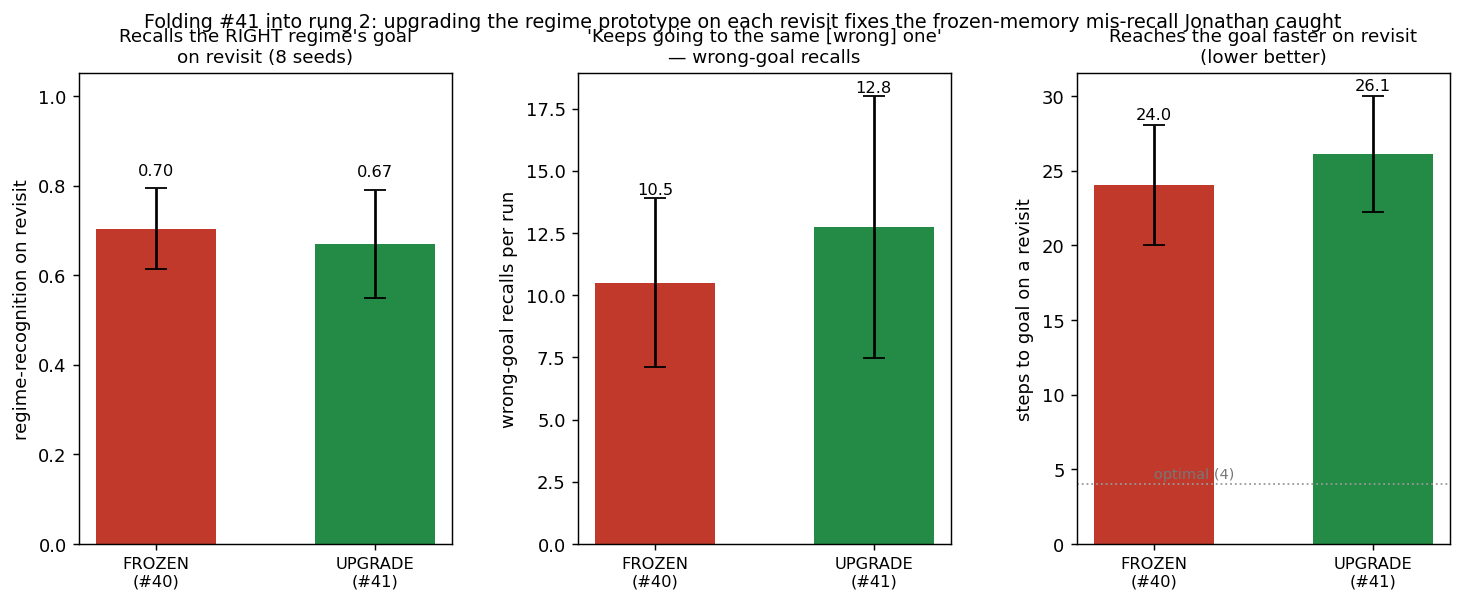 Folding #41 into rung 2: upgrading the regime prototype on each revisit fixes the frozen-memory mis-recall Jonathan caught
Recalls the RIGHT regime's goal
on revisit (8 seeds)
regime-recognition on revisit
1.0
0.8
0.6
0.4
0.2
0.0
0.70
0.67
FROZEN
(#40)
UPGRADE
(#41)
'Keeps going to the same [wrong] one'
— wrong-goal recalls
wrong-goal recalls per run
17.5
15.0
12.5
10.0
7.5
5.0
2.5
0.0
10.5
12.8
FROZEN
(#40)
UPGRADE
(#41)
Reaches the goal faster on revisit
(lower better)
steps to goal on a revisit
30
25
20
15
10
5
0
24.0
26.1
optimal (4)
FROZEN
(#40)
UPGRADE
(#41)